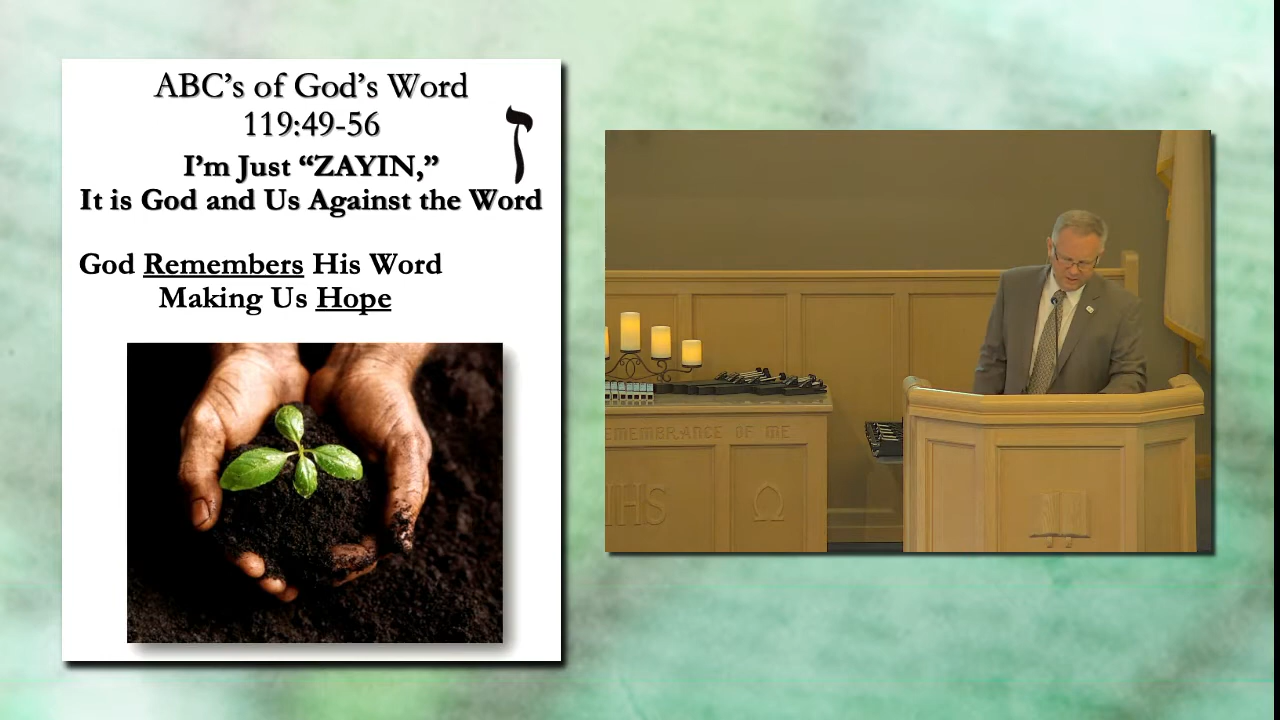 ABC's of God's Word
119:49-56
ז
I'm Just “ZAYIN,”
It is God and Us Against the Word
God Remembers His Word
Making Us Hope
EMEMBRANCE OF ME
IHS
Ω